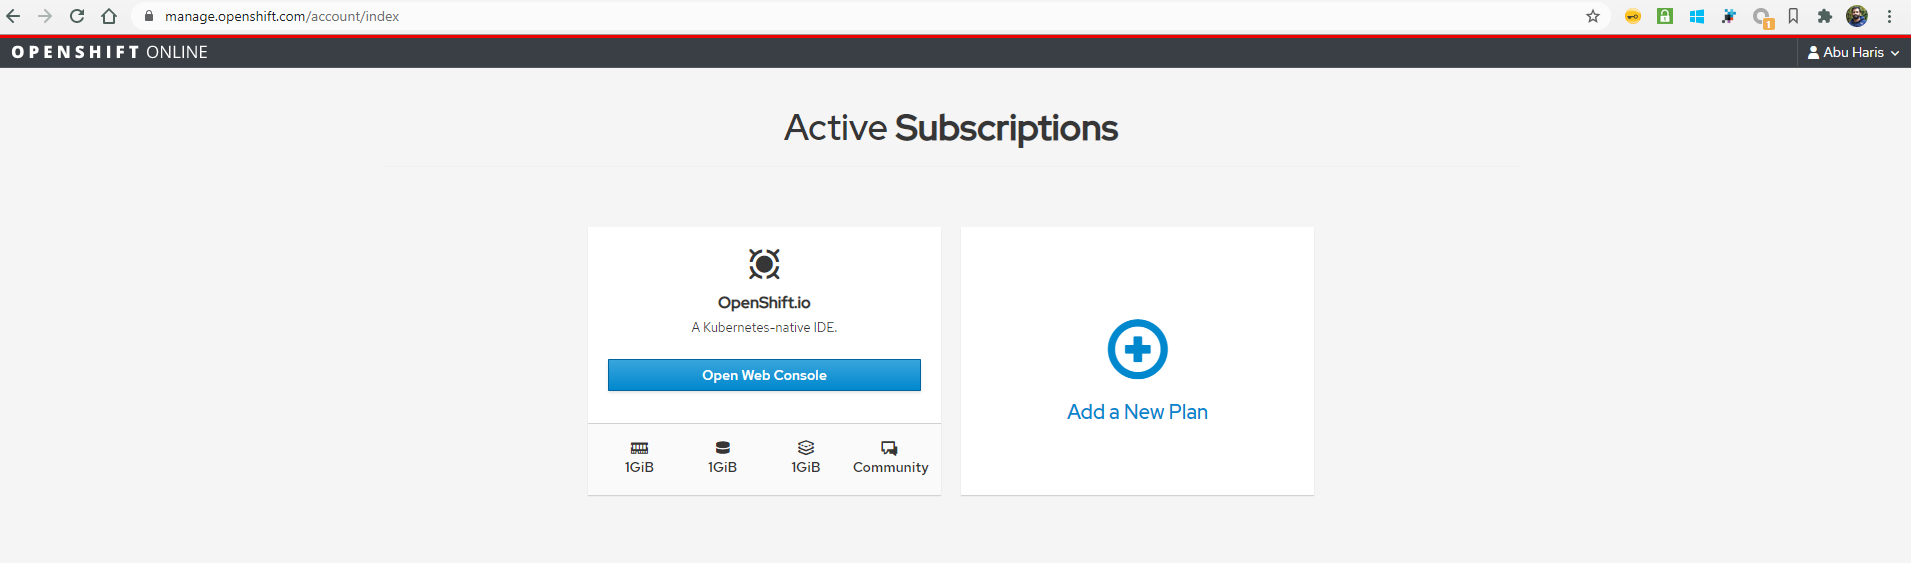 manage.openshift.com/account/index
1
OPENSHIFT ONLINE
Abu Haris
Active Subscriptions
OpenShift.io
A Kubernetes-native IDE.
Open Web Console
Add a New Plan
1GiB 1GiB 1GiB Community